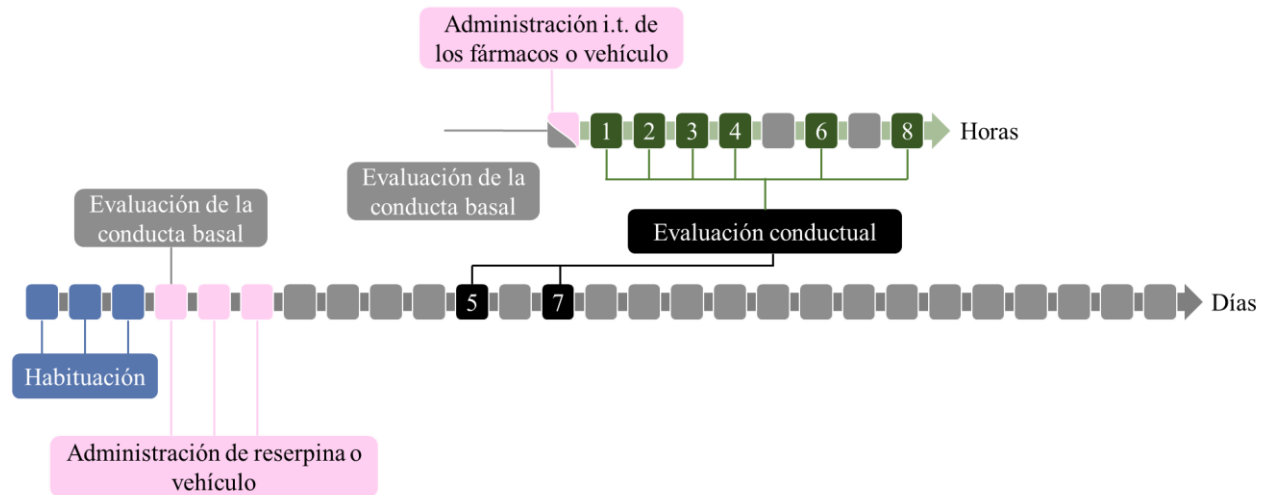 Administración i.t. de
los fármacos o vehículo
1 2 3 4 6 8 Horas
Evaluación de la
conducta basal
Evaluación de la
conducta basal
Evaluación conductual
5 7 Días
Habituación
Administración de reserpina o
vehículo